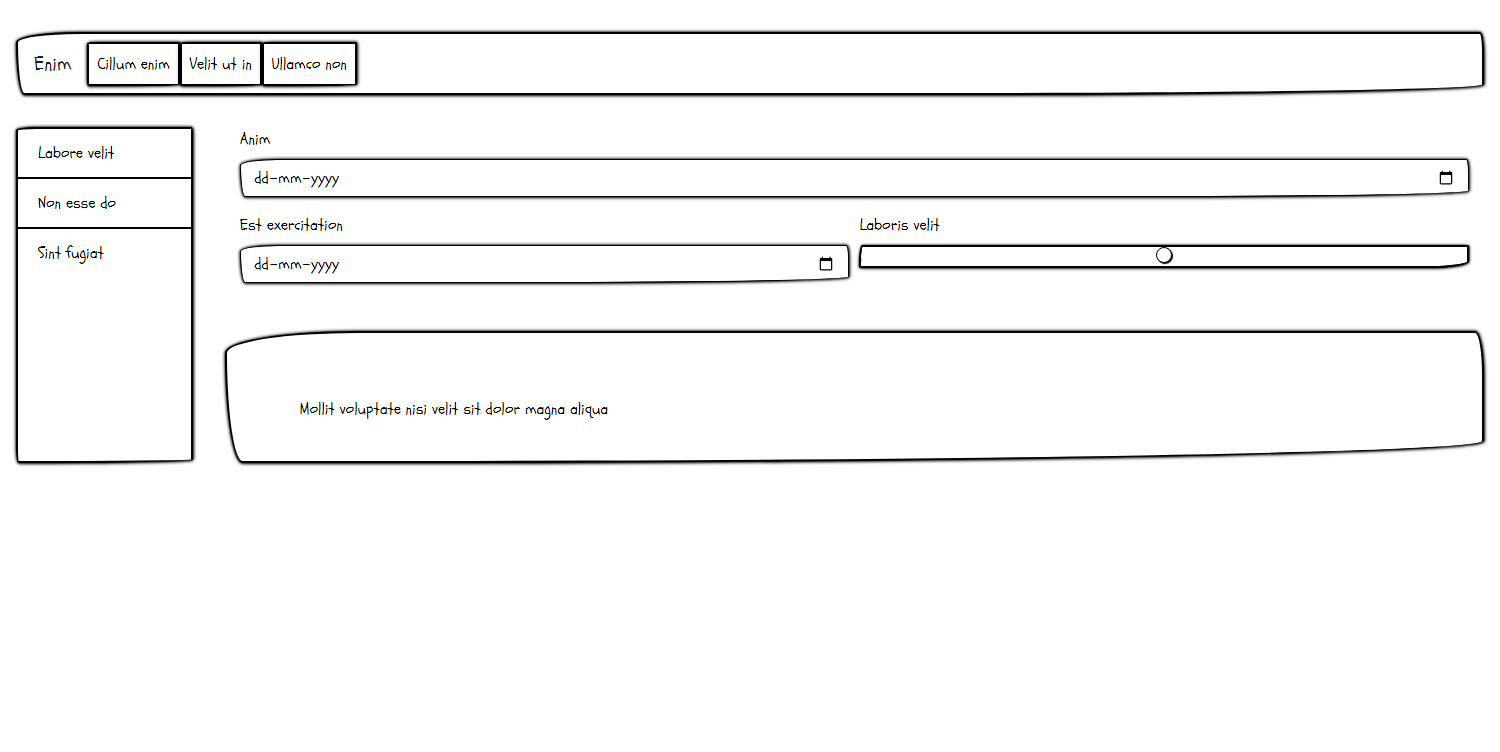 Enim Cillum enim Velit ut in Ullamco non
Labore velit
Non esse do
Sint fugiat
Anim
dd-mm-yyyy
Est exercitation
dd-mm-yyyy
Laboris velit
Mollit voluptate nisi velit sit dolor magna aliqua